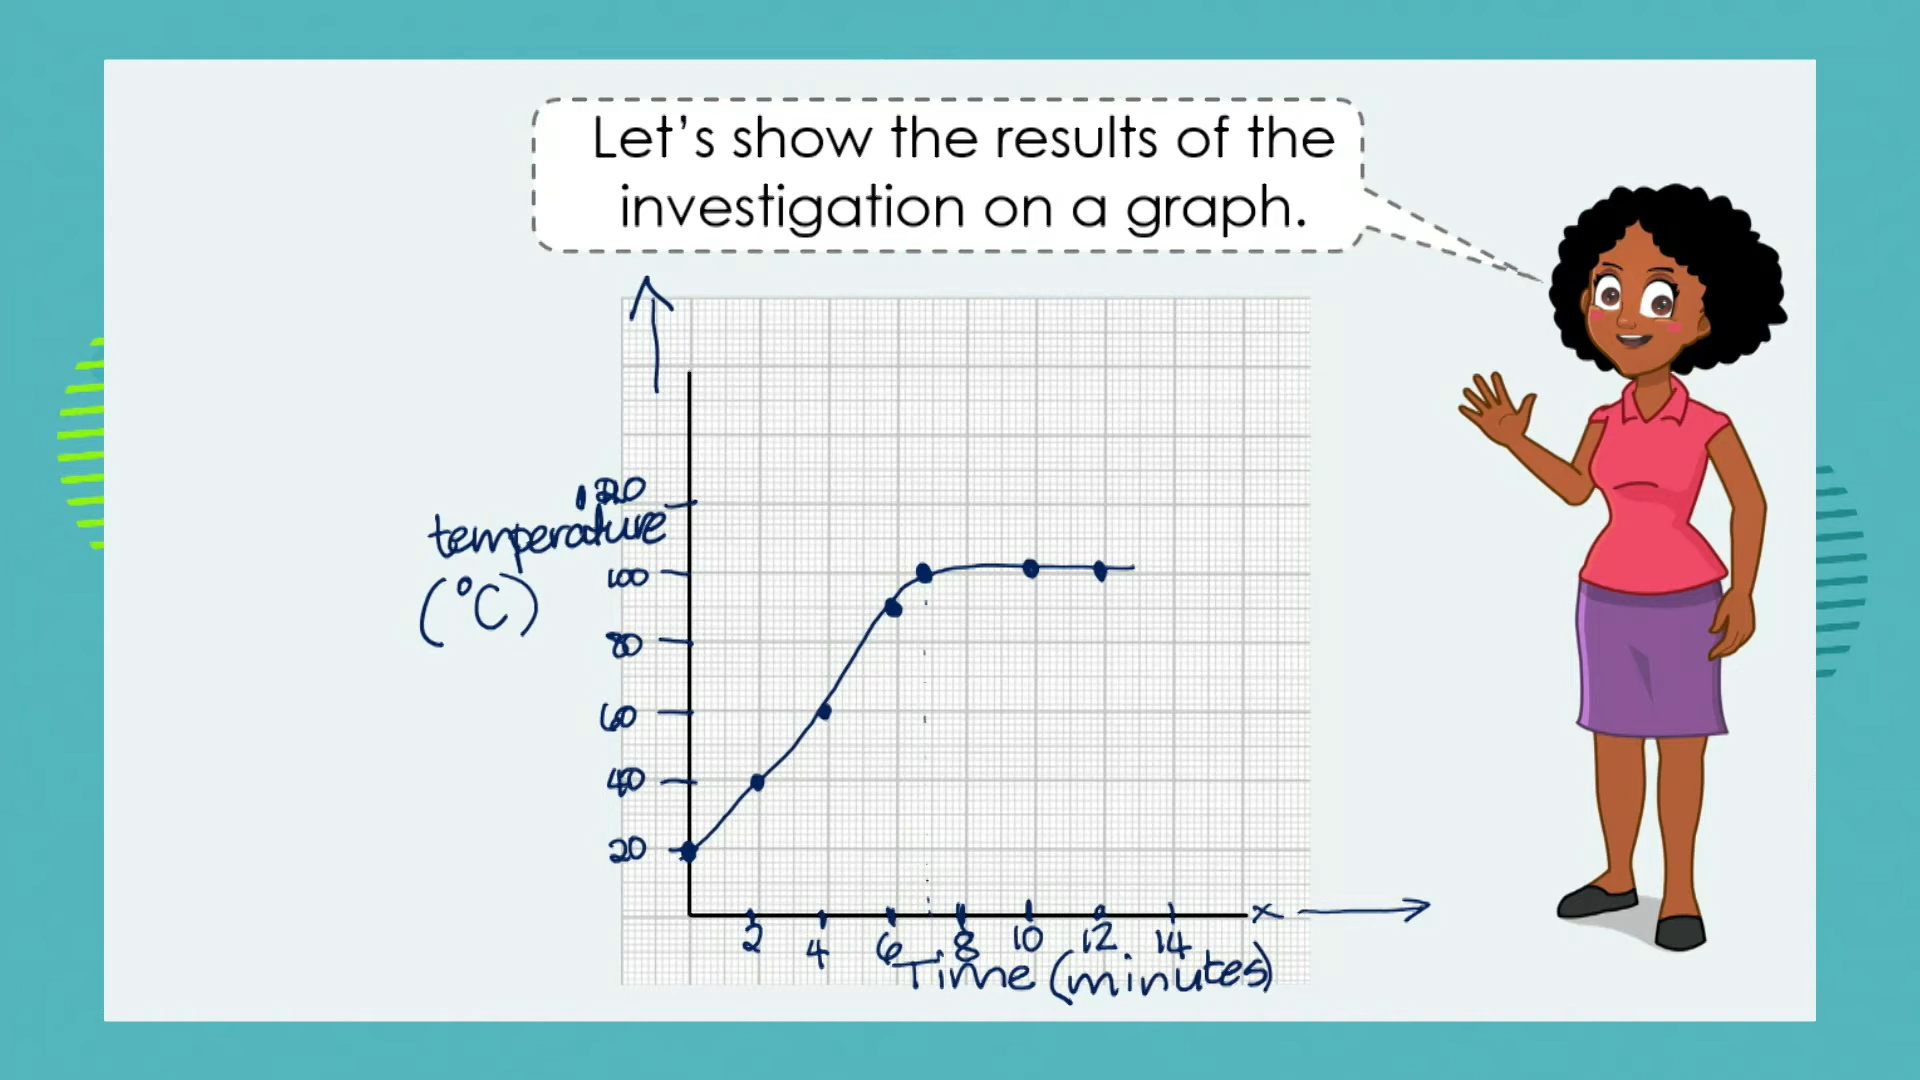 Let's show the results of the
investigation on a graph.
120
temperature
(°C)
100
80
60
40
20
x
2 4 6 8 10 12 14
Time (minutes)